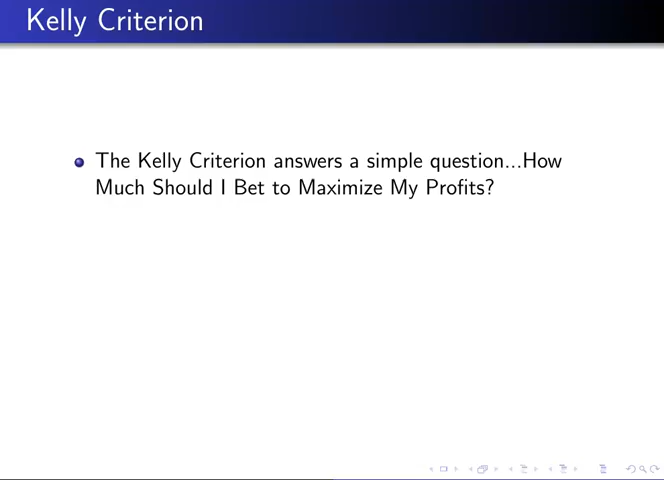 Kelly Criterion
The Kelly Criterion answers a simple question...How
Much Should I Bet to Maximize My Profits?